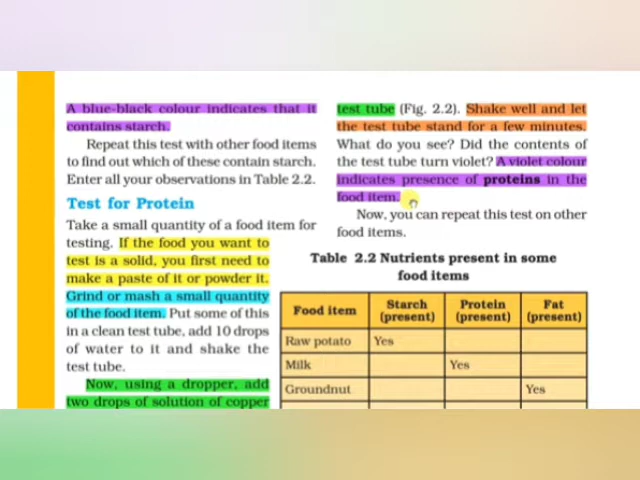 A blue-black colour indicates that it
contains starch.
Repeat this test with other food items
to find out which of these contain starch.
Enter all your observations in Table 2.2.
Test for Protein
Take a small quantity of a food item for
testing. If the food you want to
test is a solid, you first need to
make a paste of it or powder it.
Grind or mash a small quantity
of the food item. Put some of this
in a clean test tube, add 10 drops
of water to it and shake the
test tube.
Now, using a dropper, add
two drops of solution of copper
test tube (Fig. 2.2). Shake well and let
the test tube stand for a few minutes.
What do you see? Did the contents of
the test tube turn violet? A violet colour
indicates presence of proteins in the
food item.
Now, you can repeat this test on other
food items.
Table 2.2 Nutrients present in some
food items
Food item Starch (present) Protein (present) Fat (present)
Raw potato Yes
Milk Yes
Groundnut Yes